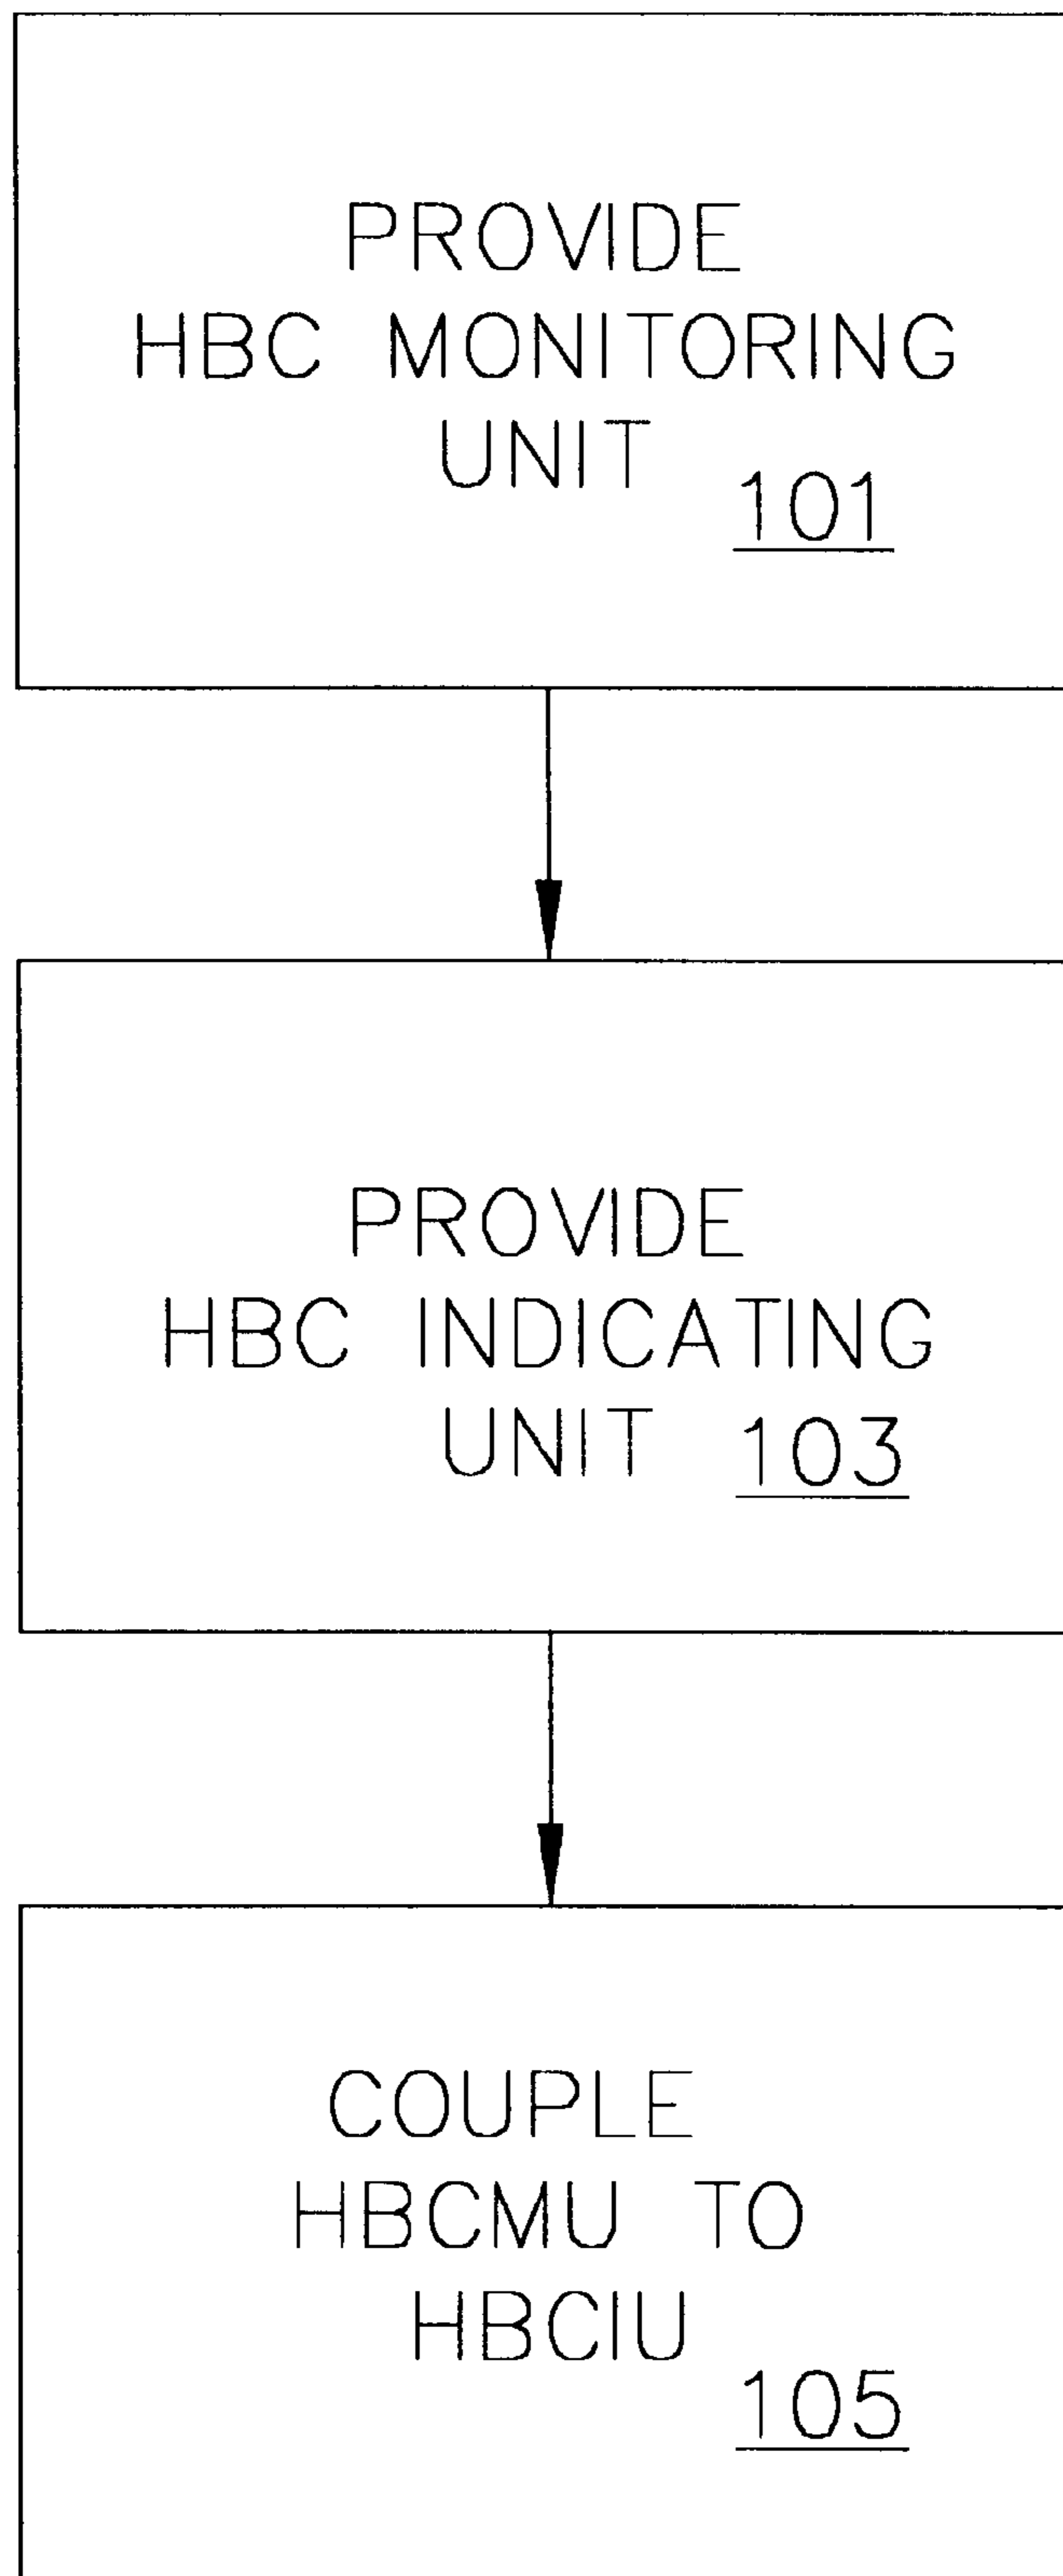 PROVIDE
HBC MONITORING
UNIT
101
PROVIDE
HBC INDICATING
UNIT 103
COUPLE
HBCMU TO
HBCIU
105